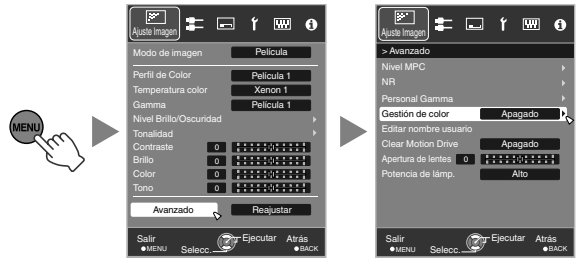 MENU
Ajuste Imagen
Modo de imagen Película
Perfil de Color Película 1
Temperatura color Xenon 1
Gamma Película 1
Nivel Brillo/Oscuridad
Tonalidad
Contraste 0
Brillo 0
Color 0
Tono 0
Avanzado Reajustar
Salir Ejecutar Atrás
MENU Selecc. BACK
Ajuste Imagen
> Avanzado
Nivel MPC
NR
Personal Gamma
Gestión de color Apagado
Editar nombre usuario
Clear Motion Drive Apagado
Apertura de lentes 0
Potencia de lámp. Alto
Salir Ejecutar Atrás
MENU Selecc. BACK